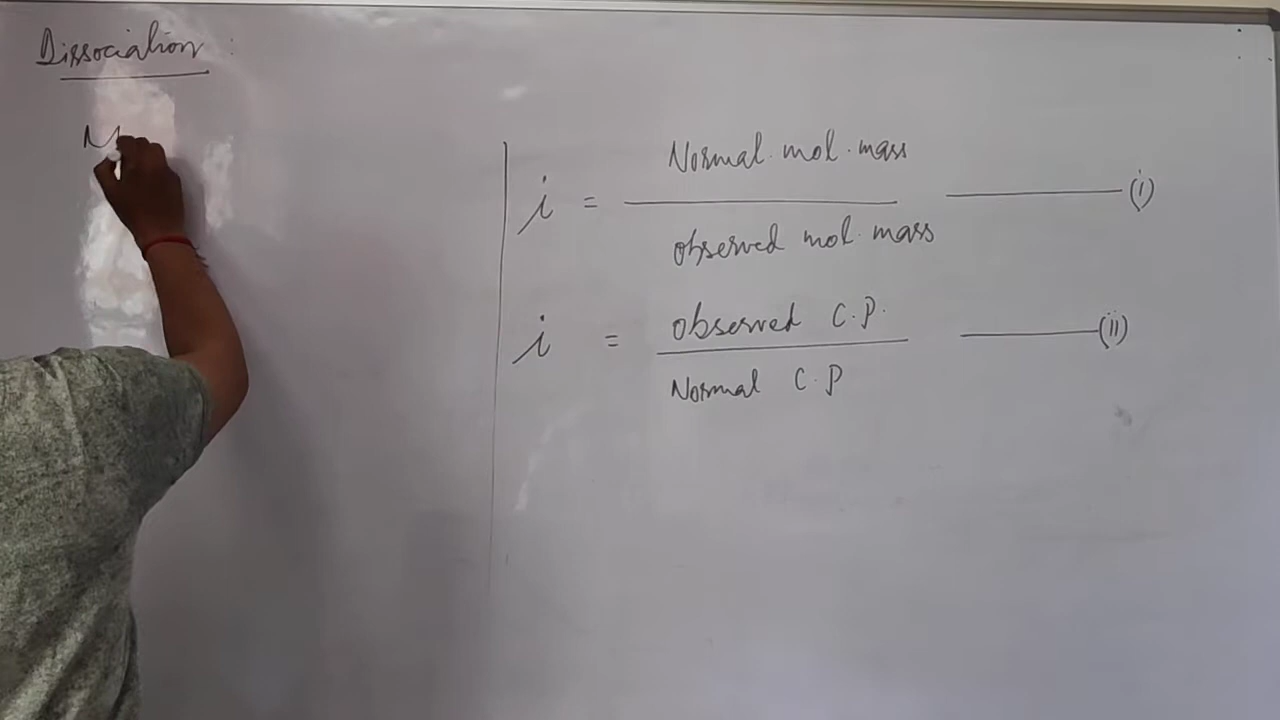 Dissociation :
N
i = Normal. mol. mass / observed mol. mass (i)
i = observed C.P. / Normal C.P (ii)